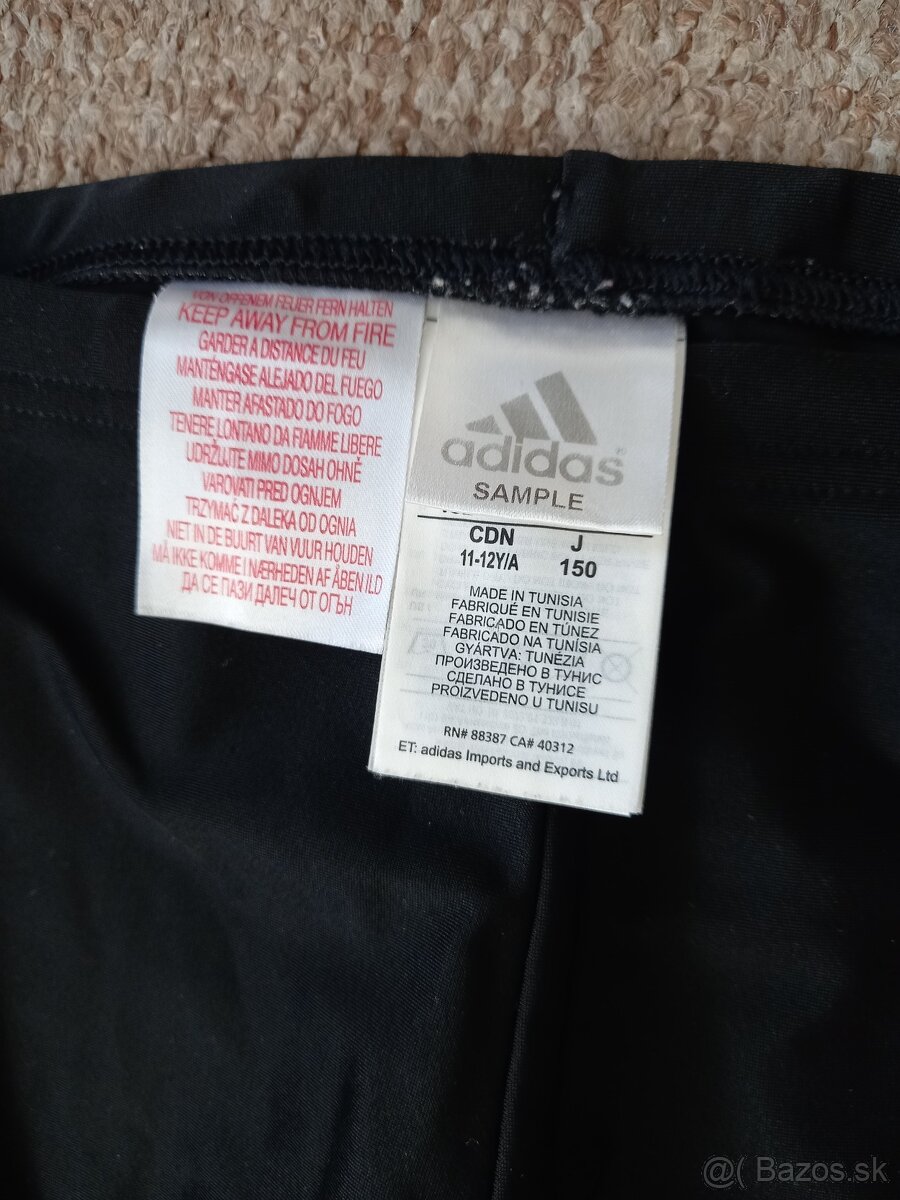 VON OFFENEM FEUER FERN HALTEN
KEEP AWAY FROM FIRE
GARDER A DISTANCE DU FEU
MANTÉNGASE ALEJADO DEL FUEGO
MANTER AFASTADO DO FOGO
TENERE LONTANO DA FIAMME LIBERE
UDRŽUJTE MIMO DOSAH OHNĚ
VAROVATI PRED OGNJEM
TRZYMAĆ Z DALEKA OD OGNIA
NIET IN DE BUURT VAN VUUR HOUDEN
MÅ IKKE KOMME I NÆRHEDEN AF ÅBEN ILD
ДА СЕ ПАЗИ ДАЛЕЧ ОТ ОГЪН
adidas
SAMPLE
CDN J
11-12Y/A 150
MADE IN TUNISIA
FABRIQUÉ EN TUNISIE
FABRICADO EN TÚNEZ
FABRICADO NA TUNÍSIA
GYÁRTVA: TUNÉZIA
ПРОИЗВЕДЕНО В ТУНИС
СДЕЛАНО В ТУНИСЕ
PROIZVEDENO U TUNISU
RN# 88387 CA# 40312
ET: adidas Imports and Exports Ltd
@( Bazos.sk